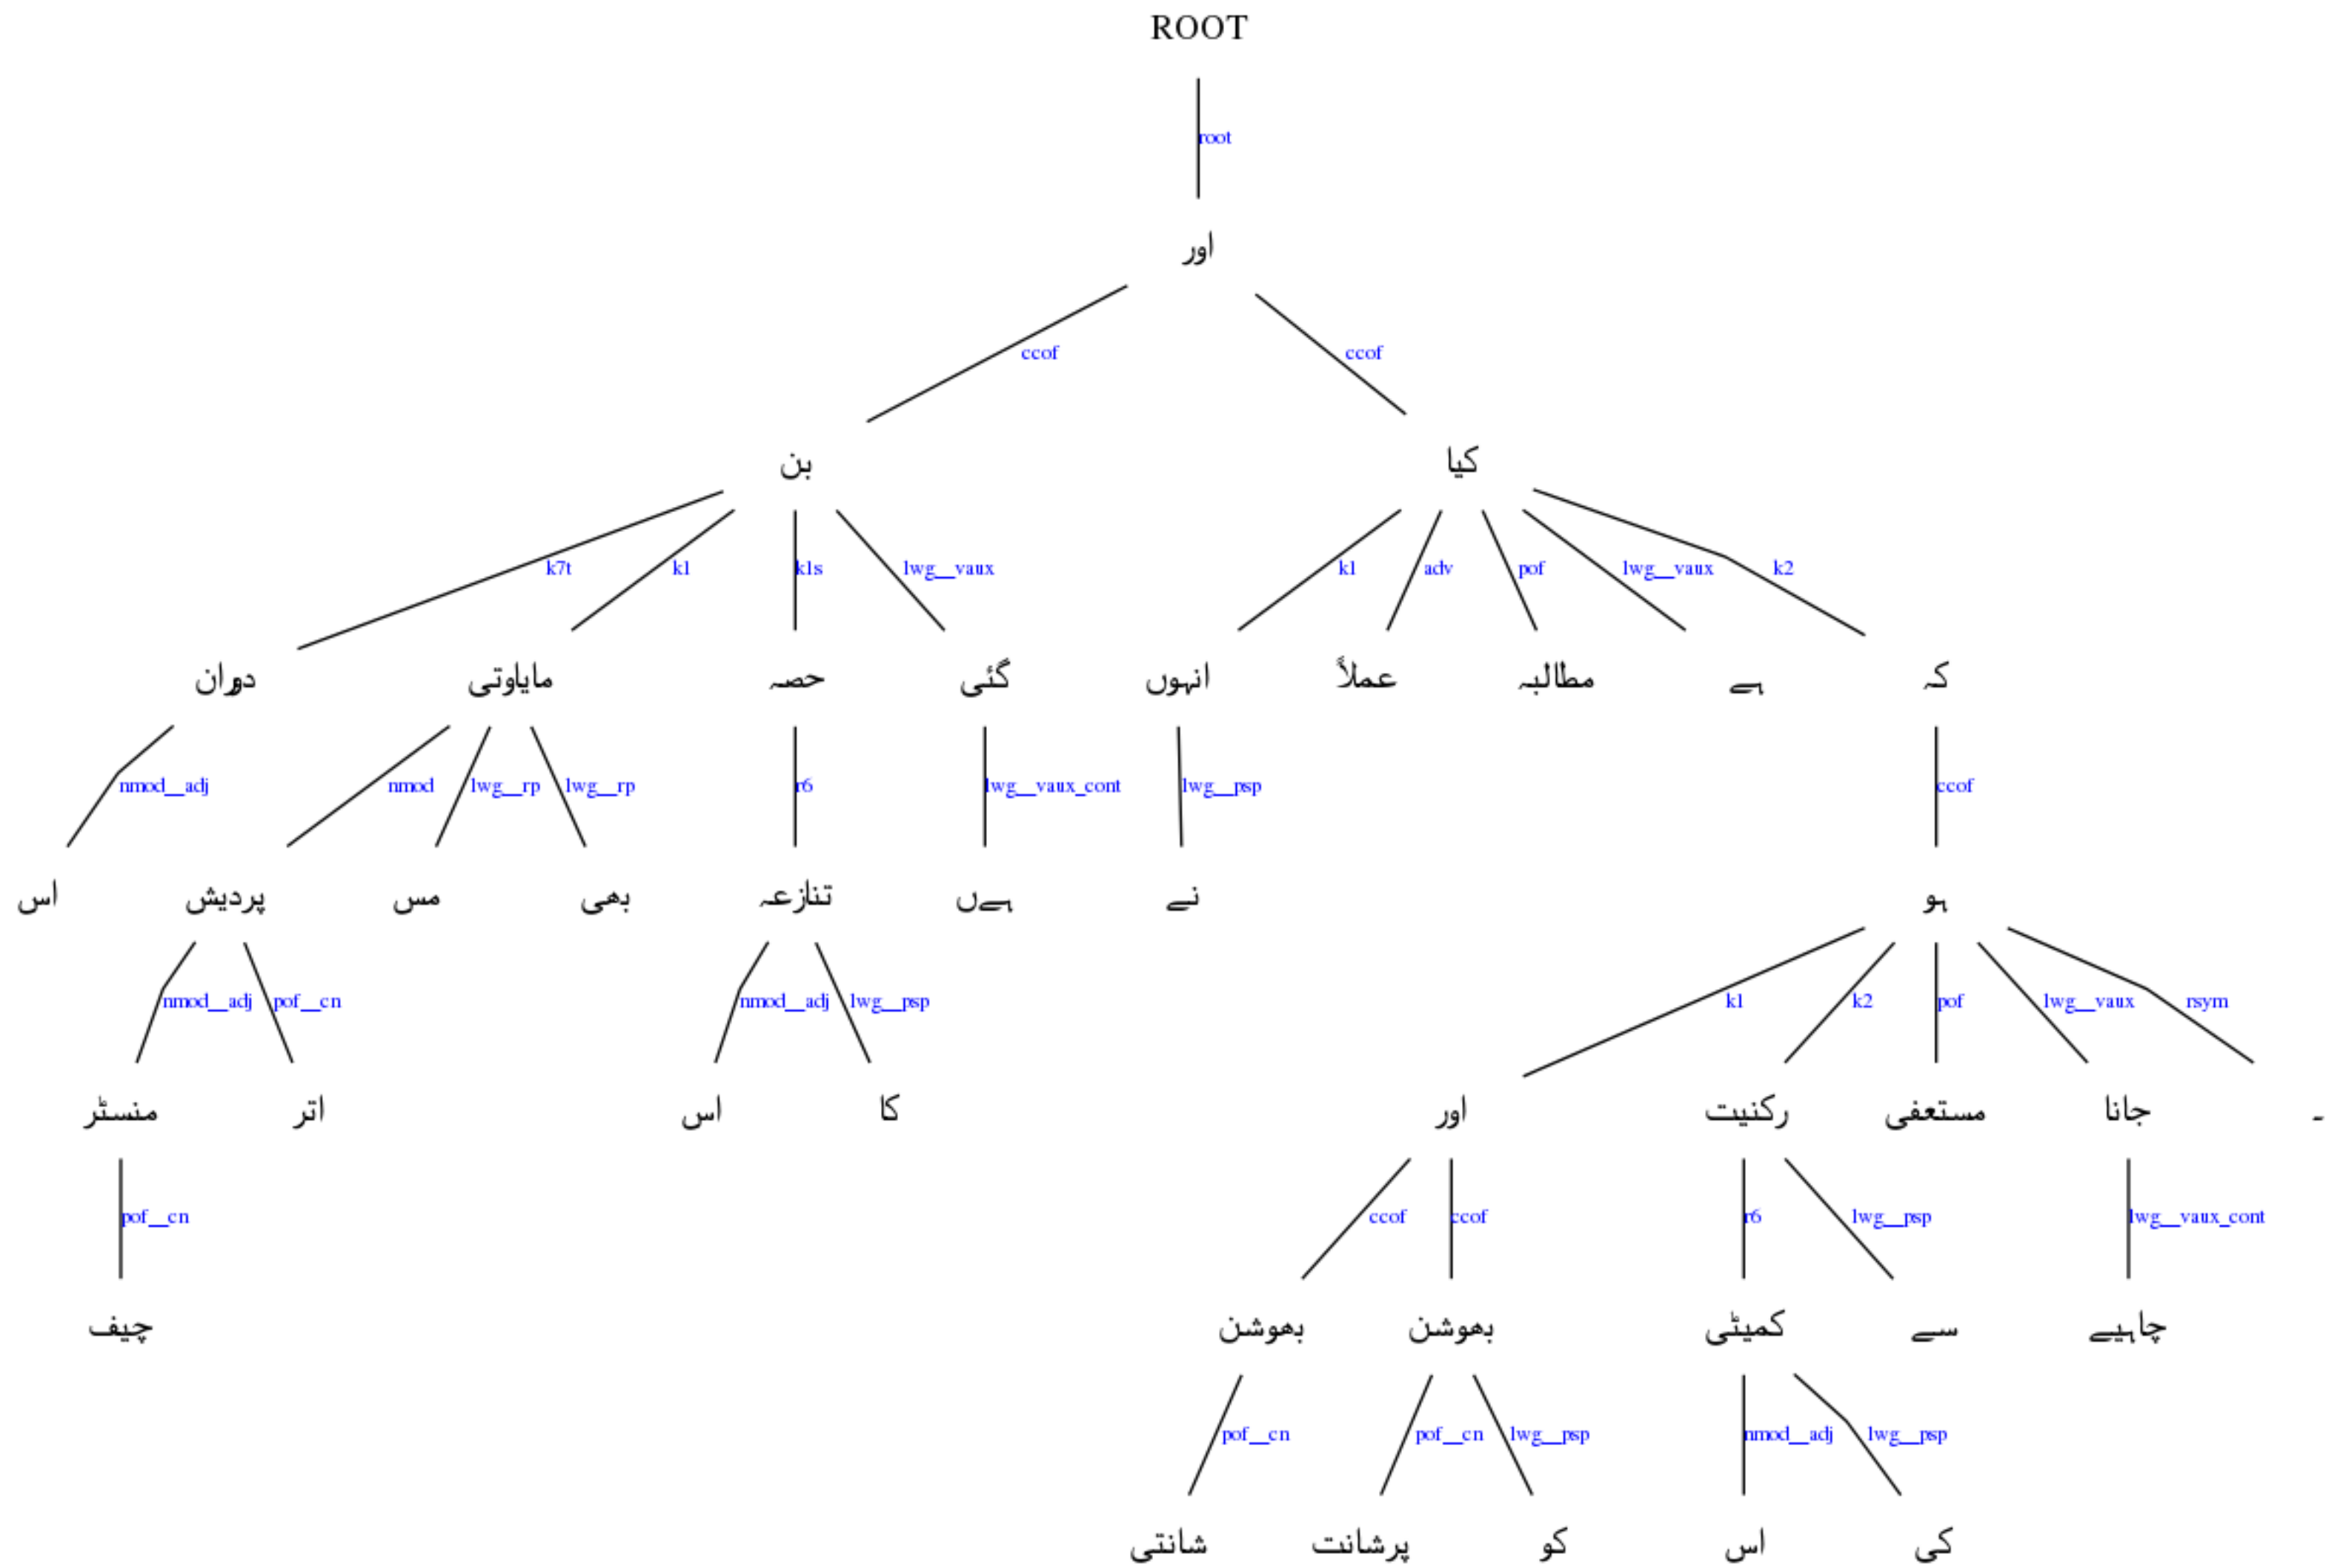 ROOT
root
اور
ccof ccof
بن کیا
k7t k1 k1s lwg__vaux k1 adv pof lwg__vaux k2
دوران مایاوتی حصہ گئی انہوں عملاً مطالبہ ہے کہ
nmod__adj nmod lwg__rp lwg__rp r6 lwg__vaux_cont lwg__psp ccof
اس پردیش مس بھی تنازعہ ہےں نے ہو
nmod__adj pof__cn nmod__adj lwg__psp k1 k2 pof lwg__vaux rsym
منسٹر اتر اس کا اور رکنیت مستعفی جانا ۔
pof__cn ccof ccof r6 lwg__psp lwg__vaux_cont
چیف بھوشن بھوشن کمیٹی سے چاہیے
pof__cn pof__cn lwg__psp nmod__adj lwg__psp
شانتی پرشانت کو اس کی